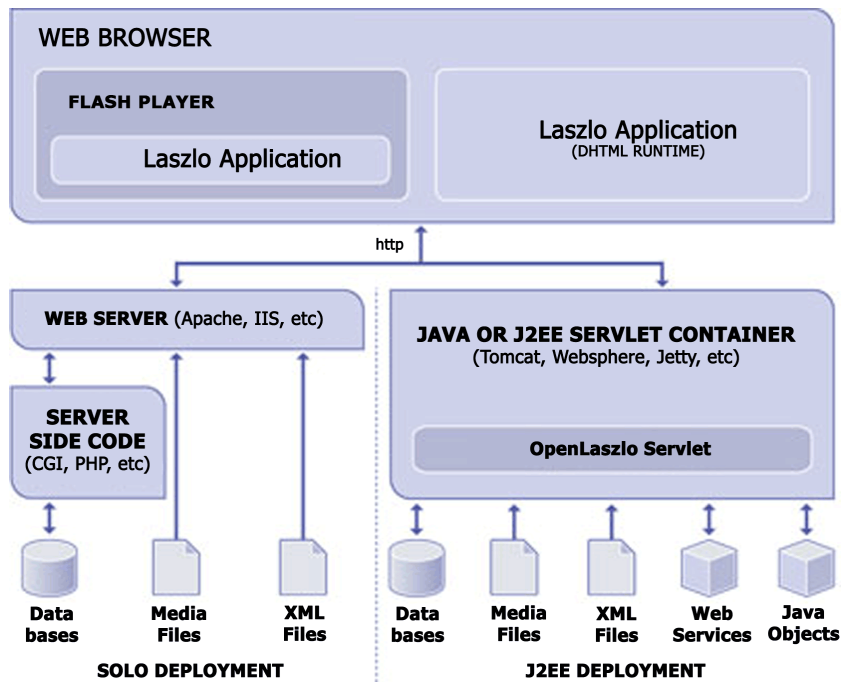 WEB BROWSER
FLASH PLAYER
Laszlo Application
Laszlo Application
(DHTML RUNTIME)
http
WEB SERVER (Apache, IIS, etc)
SERVER
SIDE CODE
(CGI, PHP, etc)
JAVA OR J2EE SERVLET CONTAINER
(Tomcat, Websphere, Jetty, etc)
OpenLaszlo Servlet
Data
bases
Media
Files
XML
Files
Data
bases
Media
Files
XML
Files
Web
Services
Java
Objects
SOLO DEPLOYMENT
J2EE DEPLOYMENT